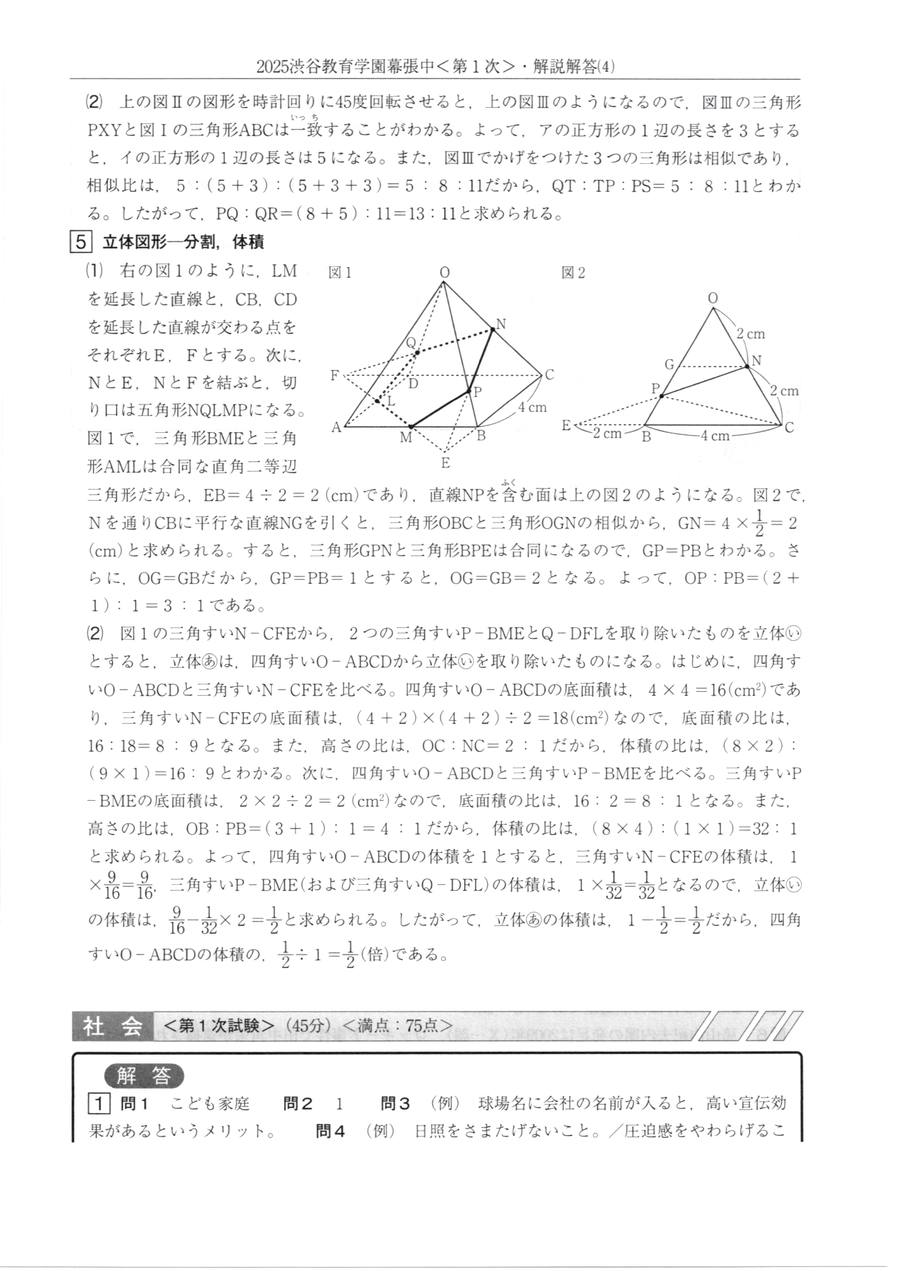 2025渋谷教育学園幕張中＜第１次＞・解説解答(4)
(2)　上の図Ⅱの図形を時計回りに45度回転させると，上の図Ⅲのようになるので，図Ⅲの三角形
いっ ち
PXYと図Ⅰの三角形ABCは一致することがわかる。よって，アの正方形の１辺の長さを３とする
と，イの正方形の１辺の長さは５になる。また，図Ⅲでかげをつけた３つの三角形は相似であり，
相似比は，５：(５＋３)：(５＋３＋３)＝５：８：11だから，QT：TP：PS＝５：８：11とわか
る。したがって，PQ：QR＝(８＋５)：11＝13：11と求められる。
5 立体図形―分割，体積
(1)　右の図１のように，LM
を延長した直線と，CB，CD
を延長した直線が交わる点を
それぞれE，Fとする。次に，
NとE，NとFを結ぶと，切
り口は五角形NQLMPになる。
図１で，三角形BMEと三角
形AMLは合同な直角二等辺
図１
O
N
Q
F
D
C
L
P
4 cm
A
M
B
E
図２
O
2 cm
G
N
P
2 cm
E
2 cm
B
4 cm
C
ふく
三角形だから，EB＝４÷２＝２(cm)であり，直線NPを含む面は上の図２のようになる。図２で，
Nを通りCBに平行な直線NGを引くと，三角形OBCと三角形OGNの相似から，GN＝４×1/2＝２
(cm)と求められる。すると，三角形GPNと三角形BPEは合同になるので，GP＝PBとわかる。さ
らに，OG＝GBだから，GP＝PB＝１とすると，OG＝GB＝２となる。よって，OP：PB＝(２＋
１)：１＝３：１である。
(2)　図１の三角すいN－CFEから，２つの三角すいP－BMEとQ－DFLを取り除いたものを立体㋑
とすると，立体㋐は，四角すいO－ABCDから立体㋑を取り除いたものになる。はじめに，四角す
いO－ABCDと三角すいN－CFEを比べる。四角すいO－ABCDの底面積は，４×４＝16(cm²)であ
り，三角すいN－CFEの底面積は，(４＋２)×(４＋２)÷２＝18(cm²)なので，底面積の比は，
16：18＝８：９となる。また，高さの比は，OC：NC＝２：１だから，体積の比は，(８×２)：
(９×１)＝16：９とわかる。次に，四角すいO－ABCDと三角すいP－BMEを比べる。三角すいP
－BMEの底面積は，２×２÷２＝２(cm²)なので，底面積の比は，16：２＝８：１となる。また，
高さの比は，OB：PB＝(３＋１)：１＝４：１だから，体積の比は，(８×４)：(１×１)＝32：１
と求められる。よって，四角すいO－ABCDの体積を１とすると，三角すいN－CFEの体積は，１
×9/16＝9/16，三角すいP－BME(および三角すいQ－DFL)の体積は，１×1/32＝1/32となるので，立体㋑
の体積は，9/16－1/32×２＝1/2と求められる。したがって，立体㋐の体積は，１－1/2＝1/2だから，四角
すいO－ABCDの体積の，1/2÷１＝1/2(倍)である。
社　会　＜第１次試験＞（45分）＜満点：75点＞
解　答
1 問１　こども家庭　　問２　１　　問３　（例）　球場名に会社の名前が入ると，高い宣伝効
果があるというメリット。　　問４　（例）　日照をさまたげないこと。／圧迫感をやわらげるこ